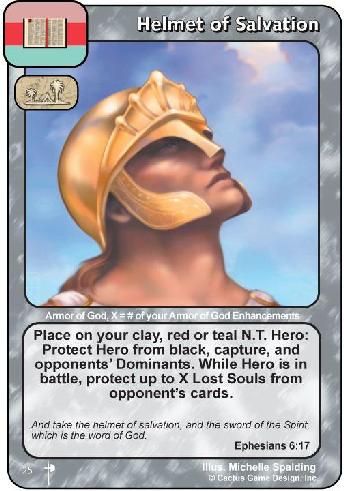 Helmet of Salvation
Armor of God, X = # of your Armor of God Enhancements
Place on your clay, red or teal N.T. Hero:
Protect Hero from black, capture, and
opponents' Dominants. While Hero is in
battle, protect up to X Lost Souls from
opponent's cards.
And take the helmet of salvation, and the sword of the Spirit
which is the word of God.
Ephesians 6:17
Illus. Michelle Spalding
© Cactus Game Design, Inc.